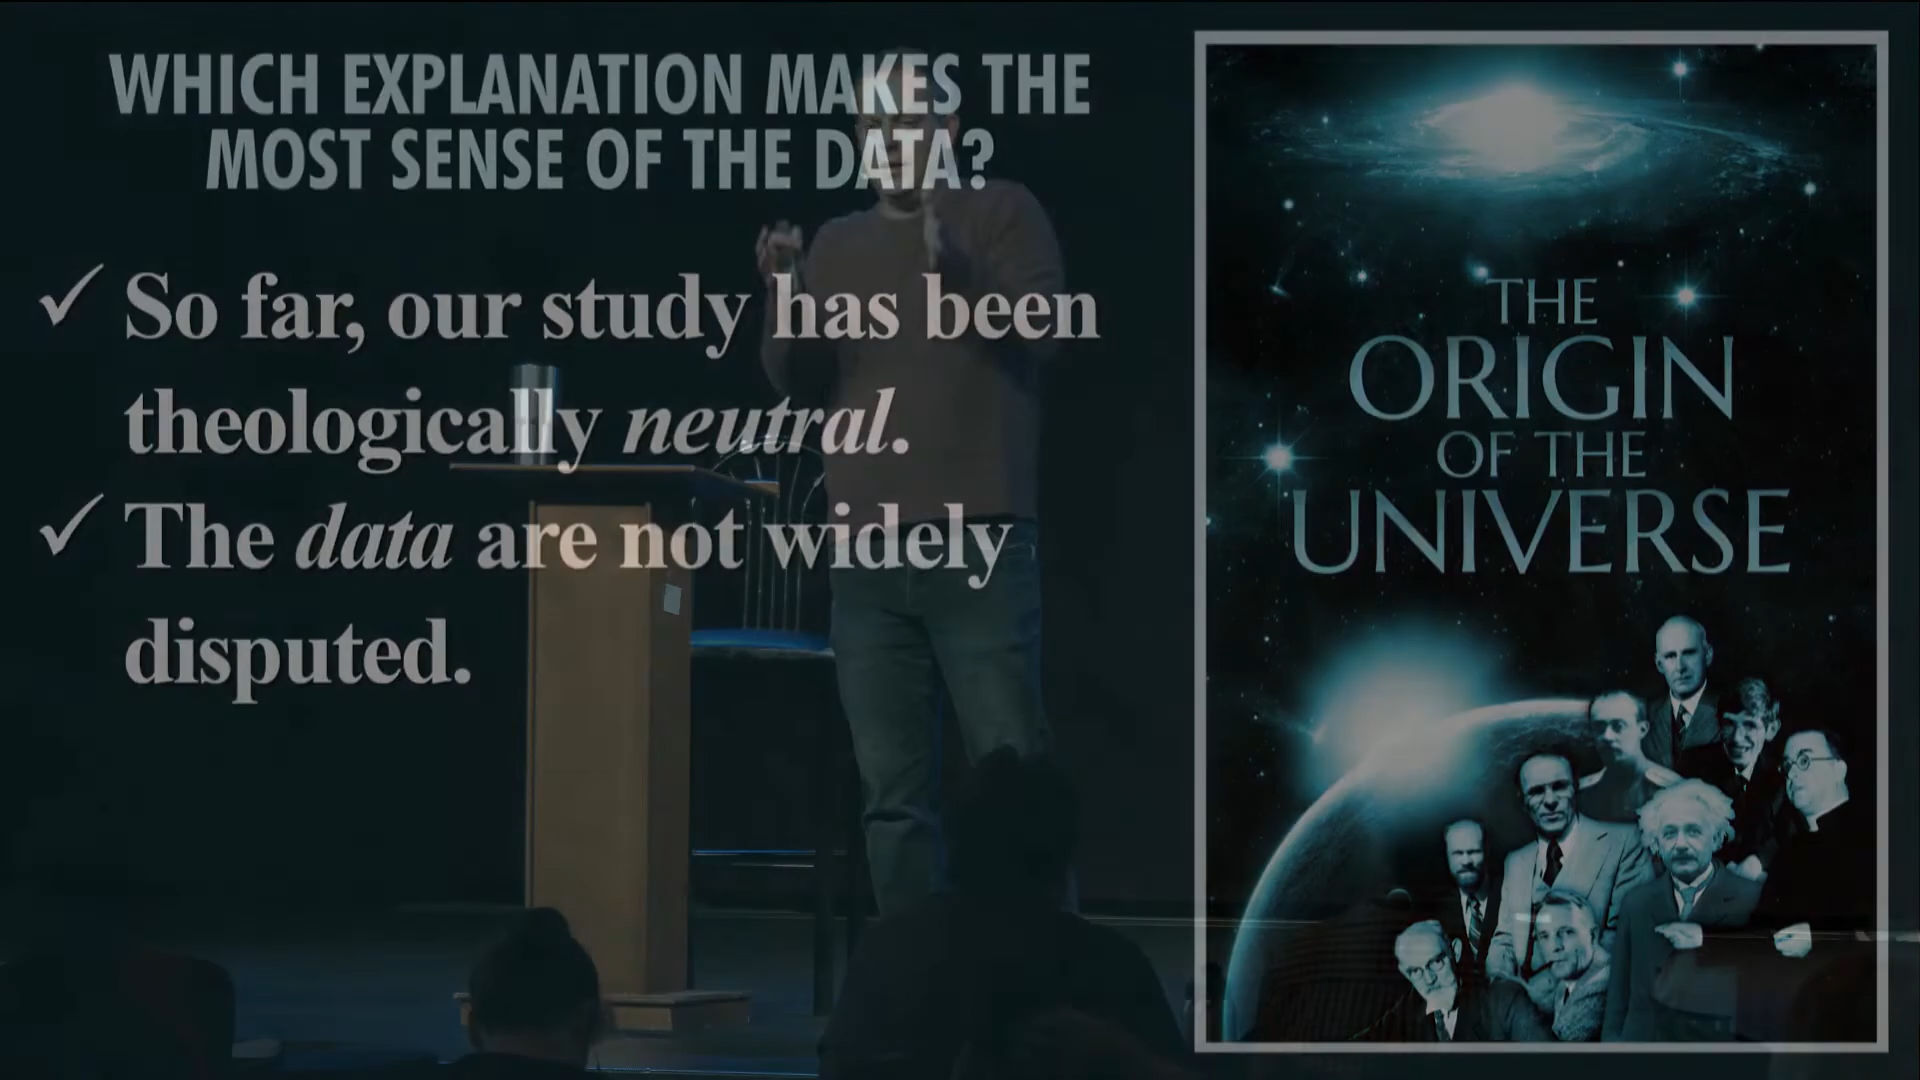 WHICH EXPLANATION MAKES THE
MOST SENSE OF THE DATA?
✓ So far, our study has been
theologically neutral.
✓ The data are not widely
disputed.
THE
ORIGIN
OF THE
UNIVERSE